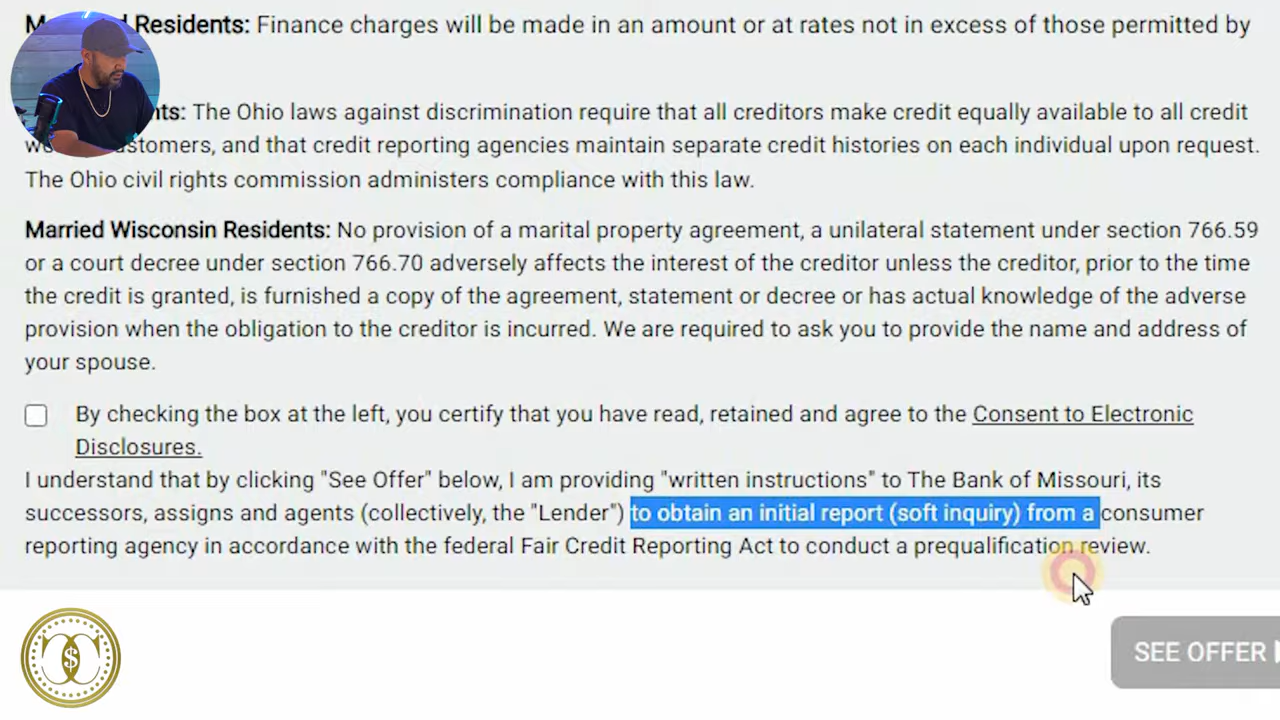 Residents: Finance charges will be made in an amount or at rates not in excess of those permitted by
The Ohio laws against discrimination require that all creditors make credit equally available to all credit
and that credit reporting agencies maintain separate credit histories on each individual upon request.
The Ohio civil rights commission administers compliance with this law.
Married Wisconsin Residents: No provision of a marital property agreement, a unilateral statement under section 766.59
or a court decree under section 766.70 adversely affects the interest of the creditor unless the creditor, prior to the time
the credit is granted, is furnished a copy of the agreement, statement or decree or has actual knowledge of the adverse
provision when the obligation to the creditor is incurred. We are required to ask you to provide the name and address of
your spouse.
By checking the box at the left, you certify that you have read, retained and agree to the Consent to Electronic
Disclosures.
I understand that by clicking "See Offer" below, I am providing "written instructions" to The Bank of Missouri, its
successors, assigns and agents (collectively, the "Lender") to obtain an initial report (soft inquiry) from a consumer
reporting agency in accordance with the federal Fair Credit Reporting Act to conduct a prequalification review.
$
SEE OFFER